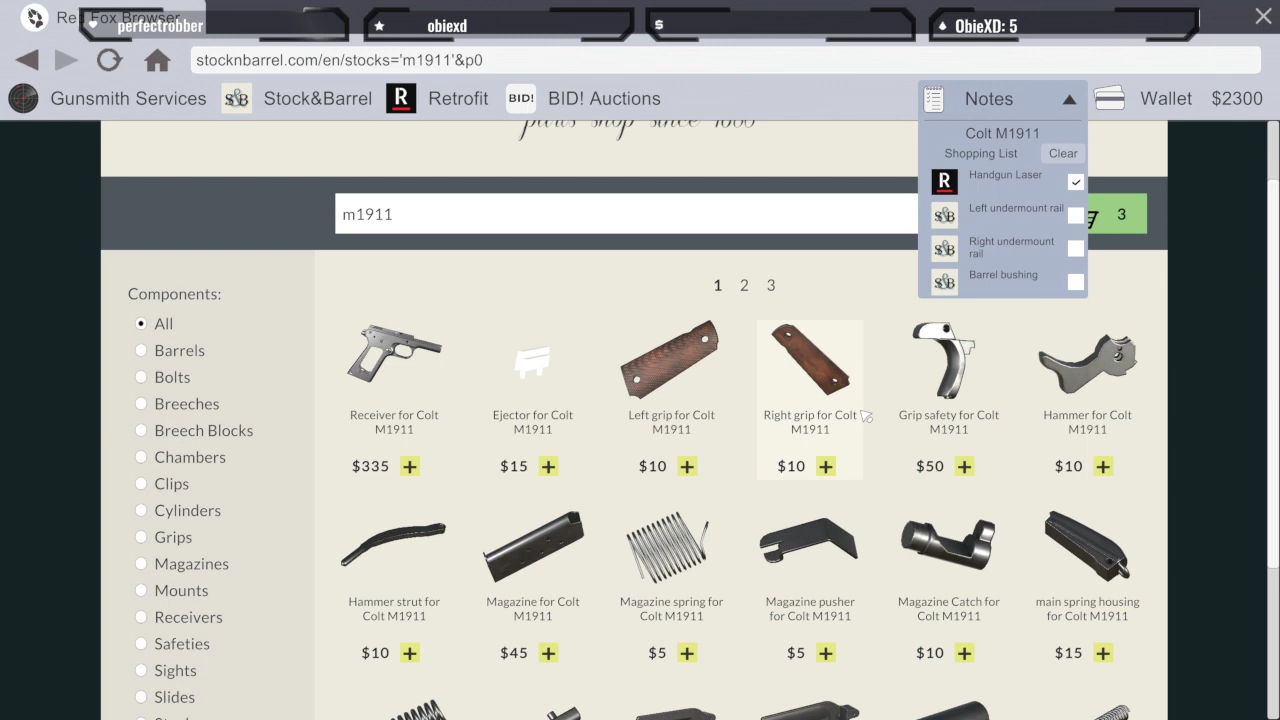 Red Fox Browser
perfectrobber
obiexd
$
ObieXD: 5
stocknbarrel.com/en/stocks='m1911'&p0
Gunsmith Services
S&B
Stock&Barrel
R
Retrofit
BID!
BID! Auctions
Notes
Wallet $2300
parts shop since 1888
Colt M1911
Shopping List
Clear
R
Handgun Laser
S&B
Left undermount rail
S&B
Right undermount
rail
S&B
Barrel bushing
m1911
3
Components:
All
Barrels
Bolts
Breeches
Breech Blocks
Chambers
Clips
Cylinders
Grips
Magazines
Mounts
Receivers
Safeties
Sights
Slides
1 2 3
Receiver for Colt
M1911
$335 +
Ejector for Colt
M1911
$15 +
Left grip for Colt
M1911
$10 +
Right grip for Colt
M1911
$10 +
Grip safety for Colt
M1911
$50 +
Hammer for Colt
M1911
$10 +
Hammer strut for
Colt M1911
$10 +
Magazine for Colt
M1911
$45 +
Magazine spring for
Colt M1911
$5 +
Magazine pusher
for Colt M1911
$5 +
Magazine Catch for
Colt M1911
$10 +
main spring housing
for Colt M1911
$15 +